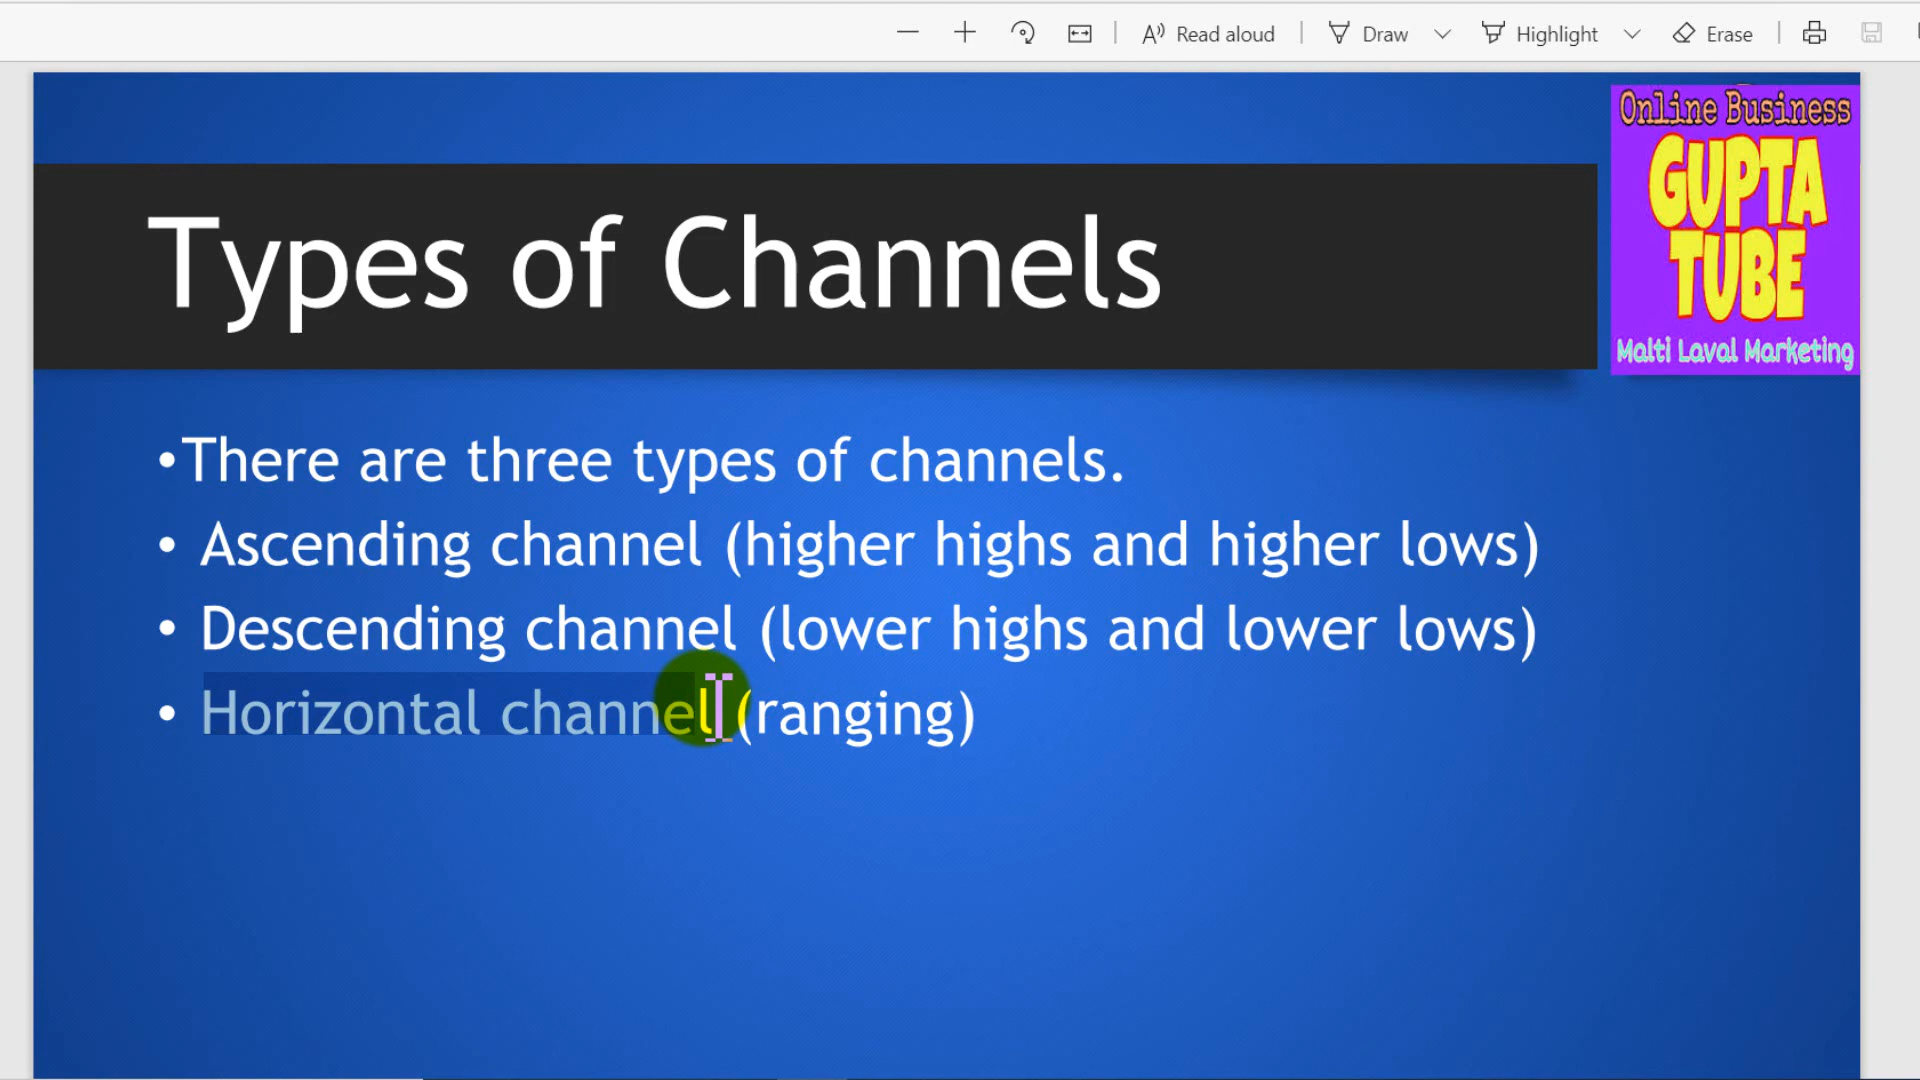 Read aloud
Draw
Highlight
Erase
Online Business
GUPTA
TUBE
Malti Laval Marketing
Types of Channels
•There are three types of channels.
• Ascending channel (higher highs and higher lows)
• Descending channel (lower highs and lower lows)
• Horizontal channel (ranging)